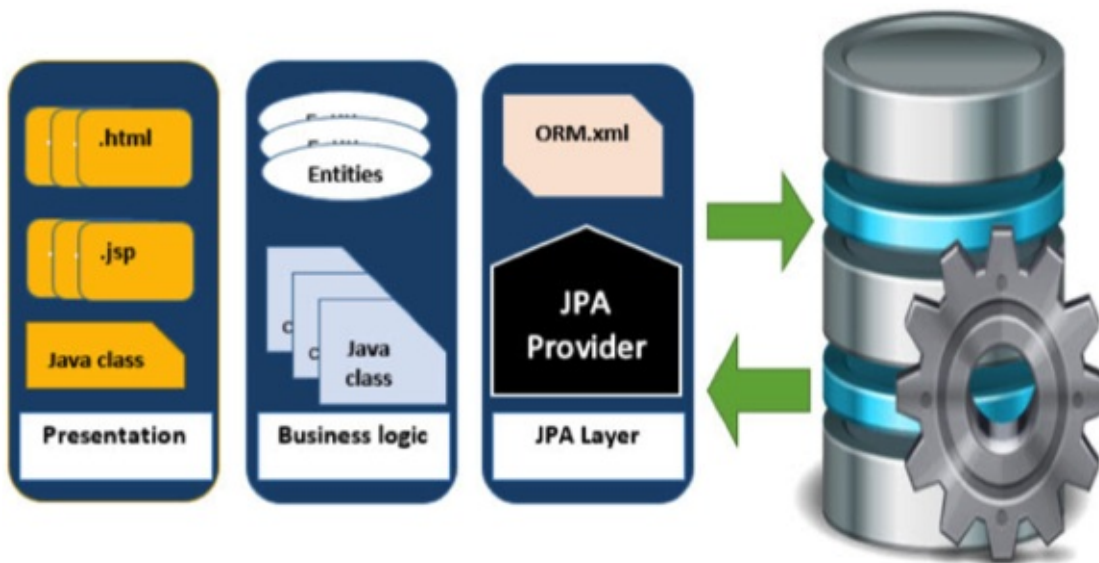 .html
.jsp
Java class
Presentation
Entities
Java
class
Business logic
ORM.xml
JPA
Provider
JPA Layer